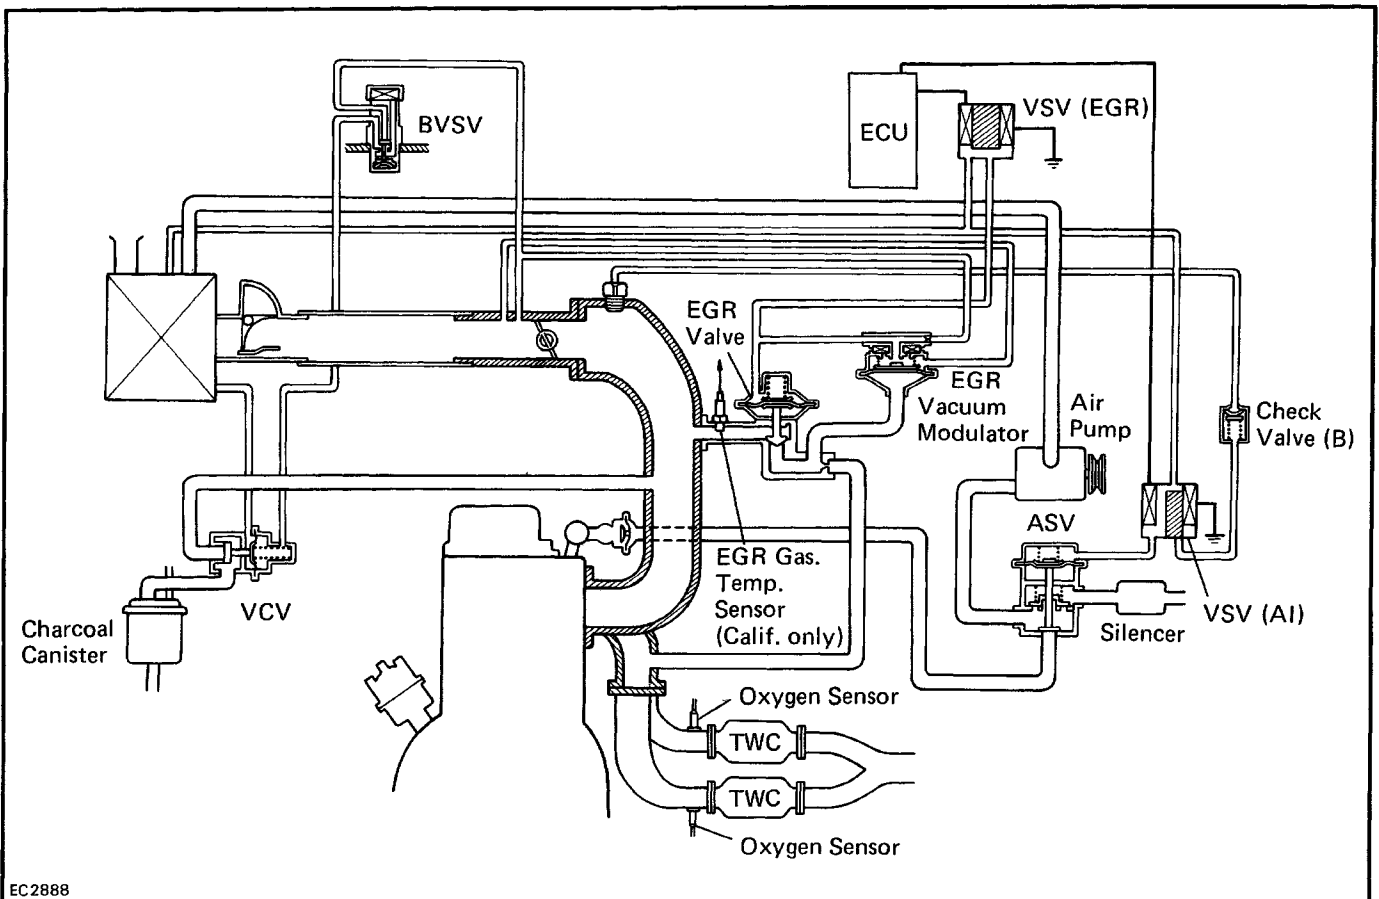 BVSV
ECU
VSV (EGR)
EGR
Valve
EGR
Vacuum
Modulator
Air
Pump
Check
Valve (B)
ASV
EGR Gas.
Temp.
Sensor
(Calif. only)
VSV (AI)
Silencer
VCV
Charcoal
Canister
Oxygen Sensor
TWC
TWC
Oxygen Sensor
EC2888